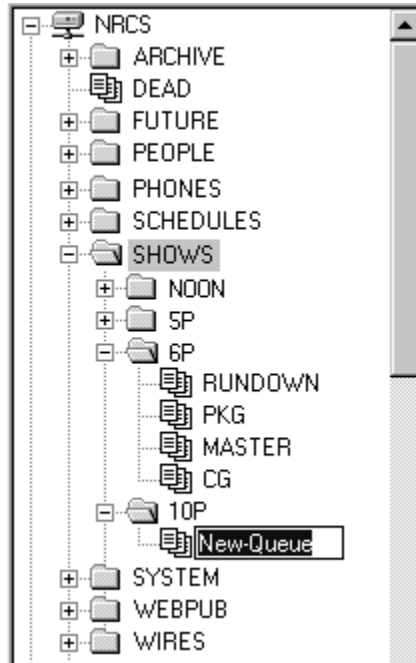 NRCS
ARCHIVE
DEAD
FUTURE
PEOPLE
PHONES
SCHEDULES
SHOWS
NOON
5P
6P
RUNDOWN
PKG
MASTER
CG
10P
New-Queue
SYSTEM
WEBPUB
WIRES